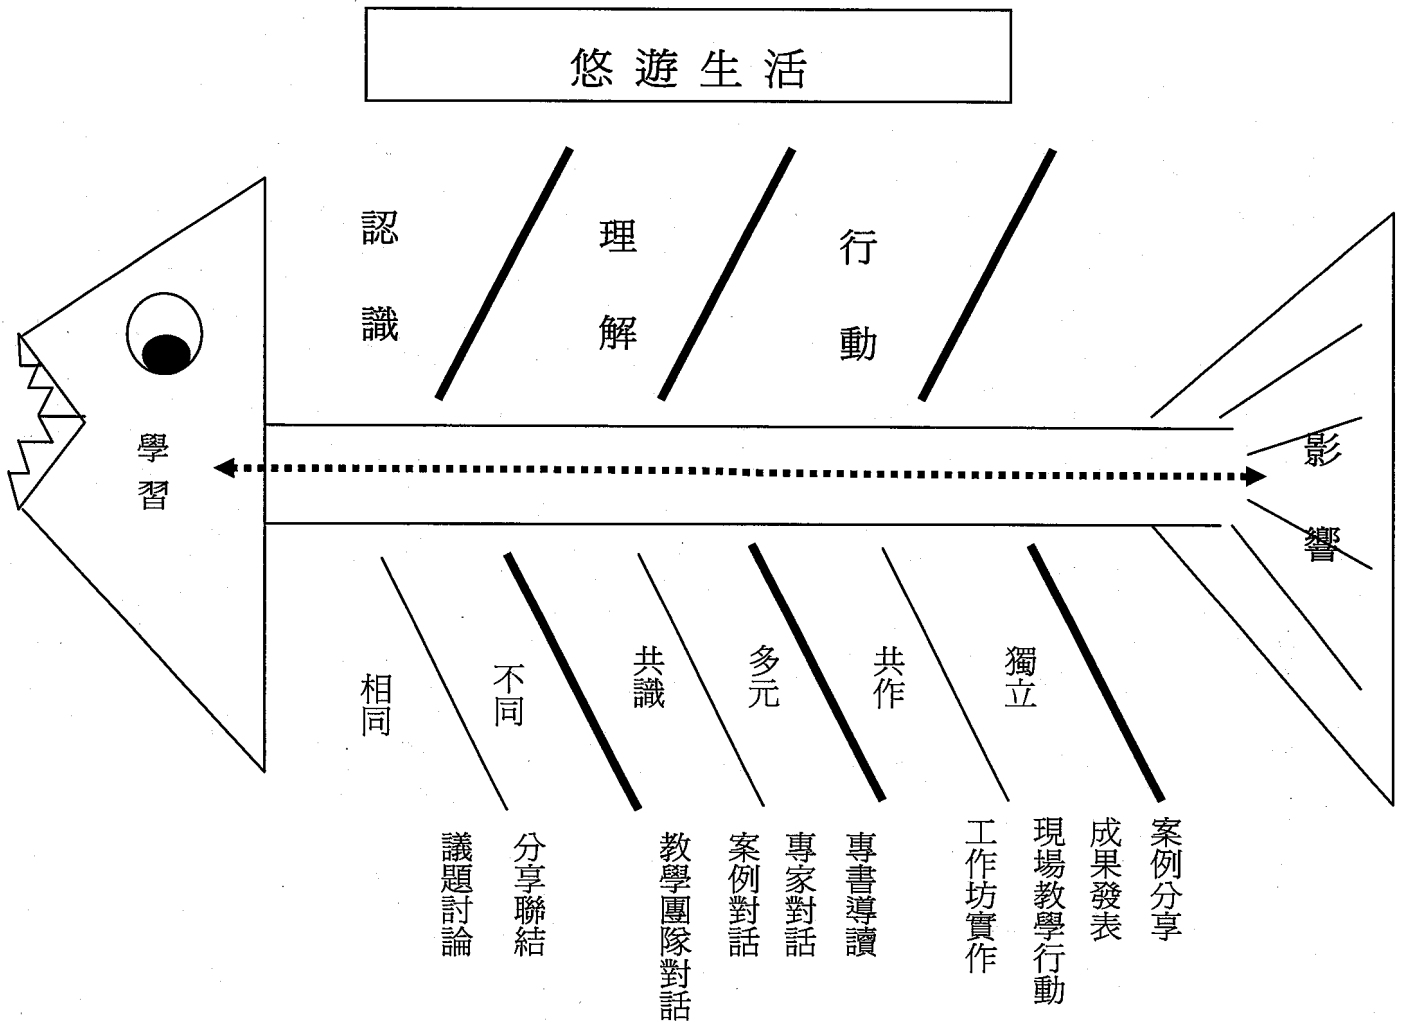 悠遊生活
認識
理解
行動
學習
影響
相同
不同
共識
多元
共作
獨立
議題討論
分享聯結
教學團隊對話
案例對話
專家對話
專書導讀
工作坊實作
現場教學行動
成果發表
案例分享